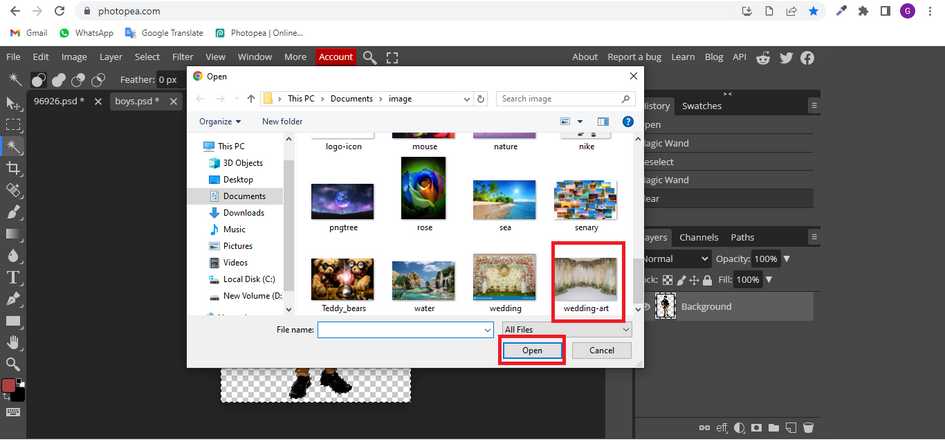 photopea.com
G
Gmail
WhatsApp
Google Translate
Photopea | Online...
File Edit Image Layer Select Filter View Window More Account
About Report a bug Learn Blog API
Feather: 0 px
96926.psd * × boys.psd * ×
Open
This PC > Documents > image
Search image
Organize
New folder
This PC
3D Objects
Desktop
Documents
Downloads
Music
Pictures
Videos
Local Disk (C:)
New Volume (D:
logo-icon mouse nature nike
pngtree rose sea senary
Teddy_bears water wedding wedding-art
File name:
All Files
Open
Cancel
History Swatches
pen
Magic Wand
eselect
Magic Wand
lear
ayers Channels Paths
Normal
Opacity: 100%
ck:
Fill: 100%
Background
eff